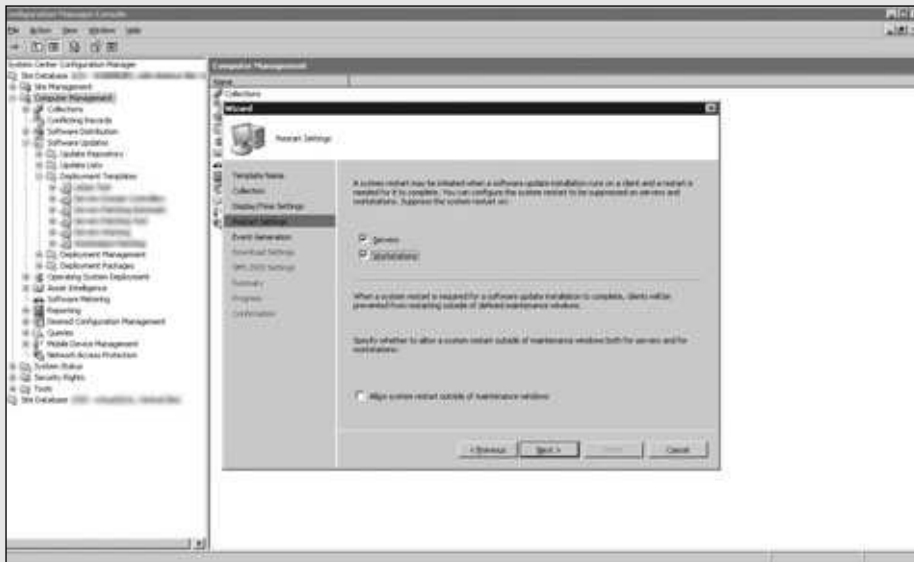 Configuration Manager Console
File Action View Window Help
System Center Configuration Manager
Site Database
Site Management
Computer Management
Collections
Conflicting Records
Software Distribution
Software Updates
Update Repository
Update Lists
Deployment Templates
Deployment Management
Deployment Packages
Operating System Deployment
Asset Intelligence
Software Metering
Reporting
Desired Configuration Management
Queries
Mobile Device Management
Network Access Protection
System Status
Security Rights
Tools
Site Database
Computer Management
Name
Collections
Wizard
Restart Settings
Template Name
Collection
Display/Time Settings
Restart Settings
Event Generation
Download Settings
SMS 2003 Settings
Summary
Progress
Confirmation
A system restart may be initiated when a software update installation runs on a client and a restart is
needed for it to complete. You can configure the system restart to be suppressed on servers and
workstations. Suppress the system restart on:
Servers
Workstations
When a system restart is required for a software update installation to complete, clients will be
prevented from restarting outside of defined maintenance windows.
Specify whether to allow a system restart outside of maintenance windows both for servers and for
workstations:
Allow system restart outside of maintenance windows
< Previous
Next >
Cancel